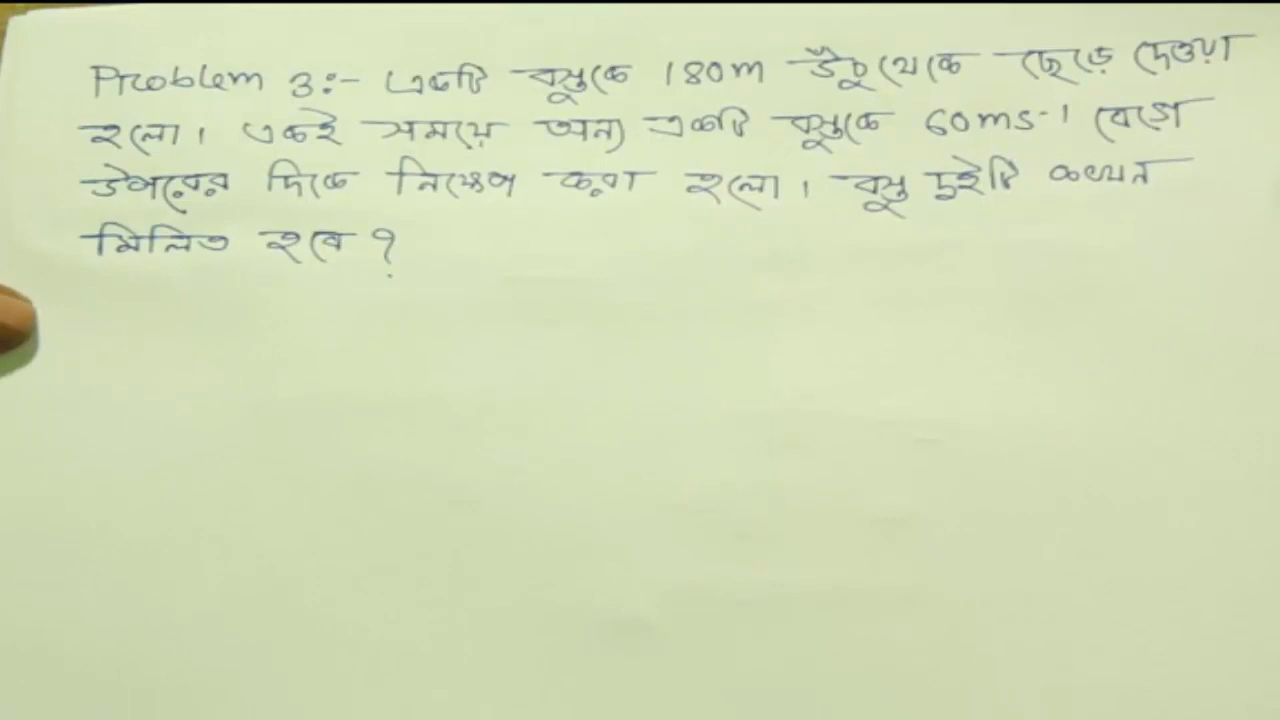 Problem 3:- একটি বস্তুকে 180m উঁচু থেকে ছেড়ে দেওয়া
হলো। একই সময়ে অন্য একটি বস্তুকে 60ms-1 বেগে
উপরের দিকে নিক্ষেপ করা হলো। বস্তু দুইটি কখন
মিলিত হবে ?